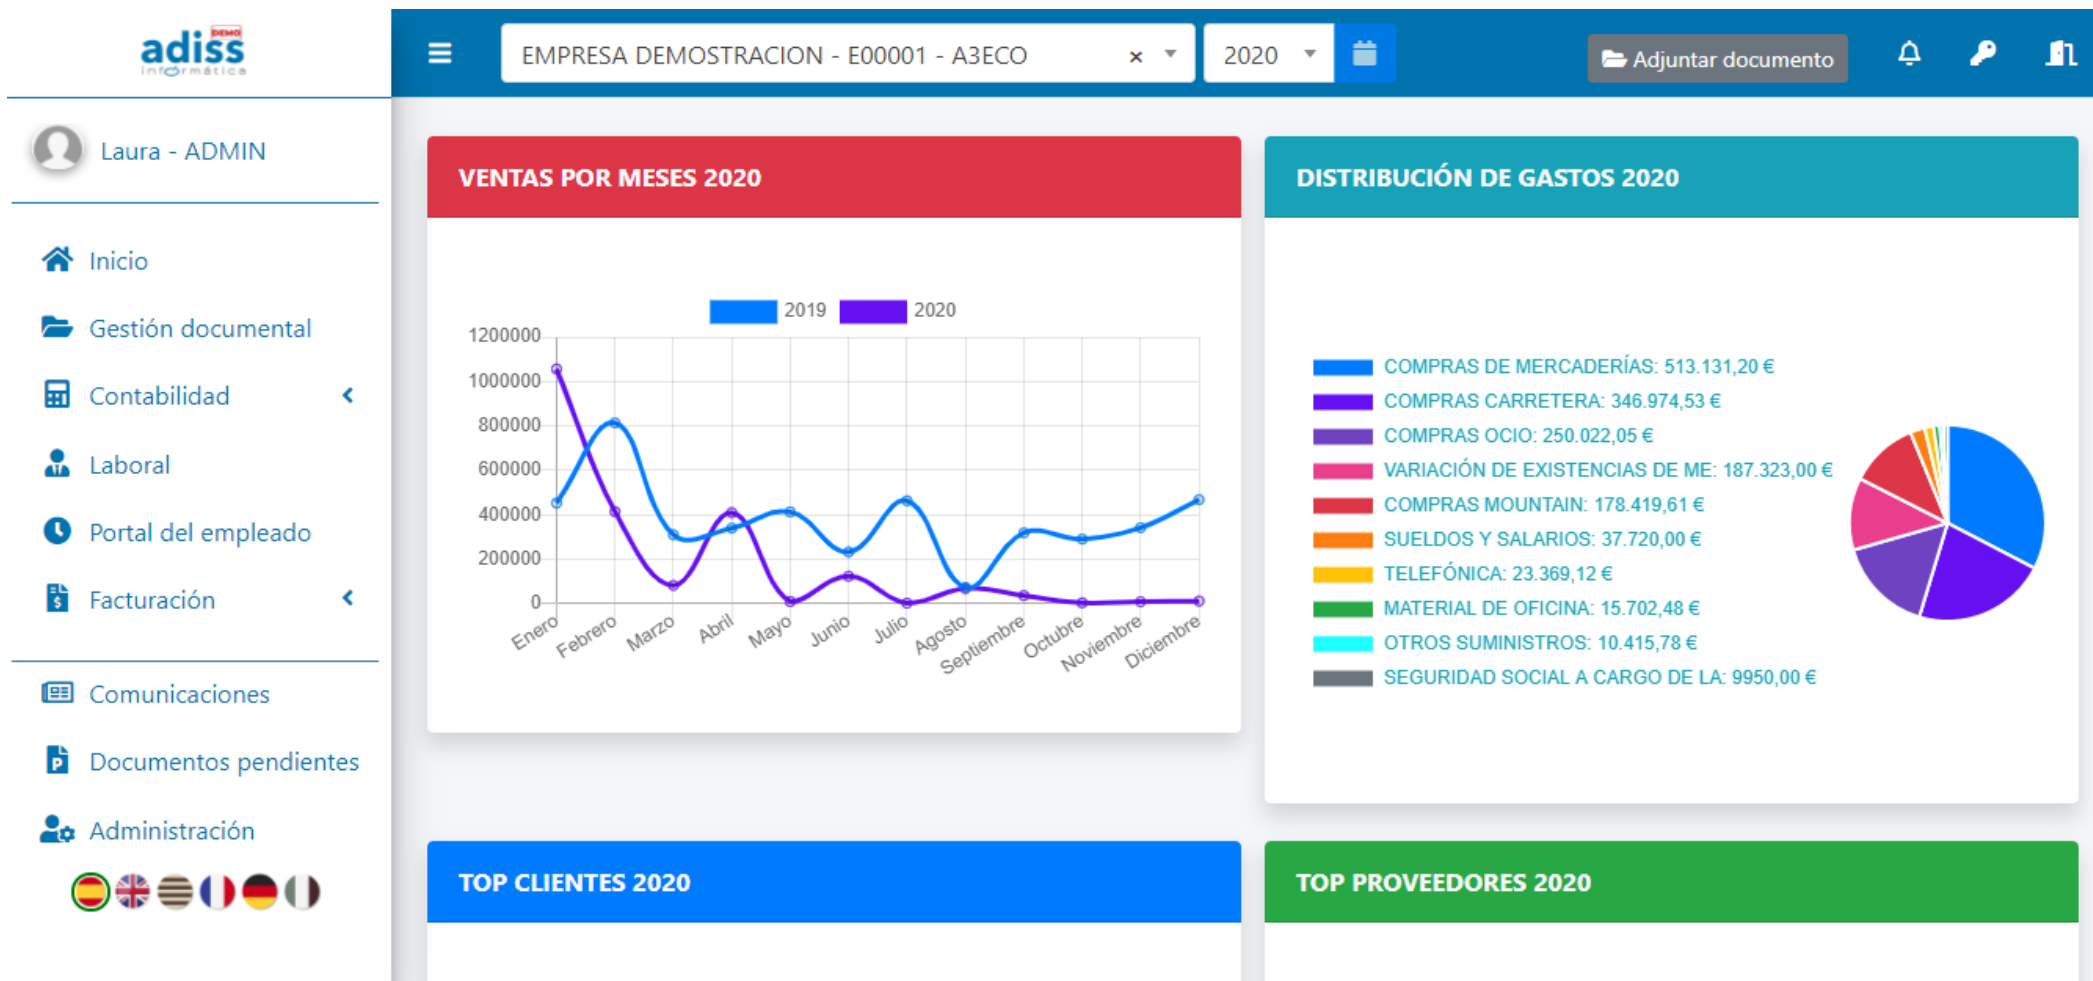 adiss
DEMO
informática
EMPRESA DEMOSTRACION - E00001 - A3ECO
×
2020
Adjuntar documento
Laura - ADMIN
Inicio
Gestión documental
Contabilidad
Laboral
Portal del empleado
Facturación
Comunicaciones
Documentos pendientes
Administración
VENTAS POR MESES 2020
2019
2020
1200000
1000000
800000
600000
400000
200000
0
Enero
Febrero
Marzo
Abril
Mayo
Junio
Julio
Agosto
Septiembre
Octubre
Noviembre
Diciembre
DISTRIBUCIÓN DE GASTOS 2020
COMPRAS DE MERCADERÍAS: 513.131,20 €
COMPRAS CARRETERA: 346.974,53 €
COMPRAS OCIO: 250.022,05 €
VARIACIÓN DE EXISTENCIAS DE ME: 187.323,00 €
COMPRAS MOUNTAIN: 178.419,61 €
SUELDOS Y SALARIOS: 37.720,00 €
TELEFÓNICA: 23.369,12 €
MATERIAL DE OFICINA: 15.702,48 €
OTROS SUMINISTROS: 10.415,78 €
SEGURIDAD SOCIAL A CARGO DE LA: 9950,00 €
TOP CLIENTES 2020
TOP PROVEEDORES 2020